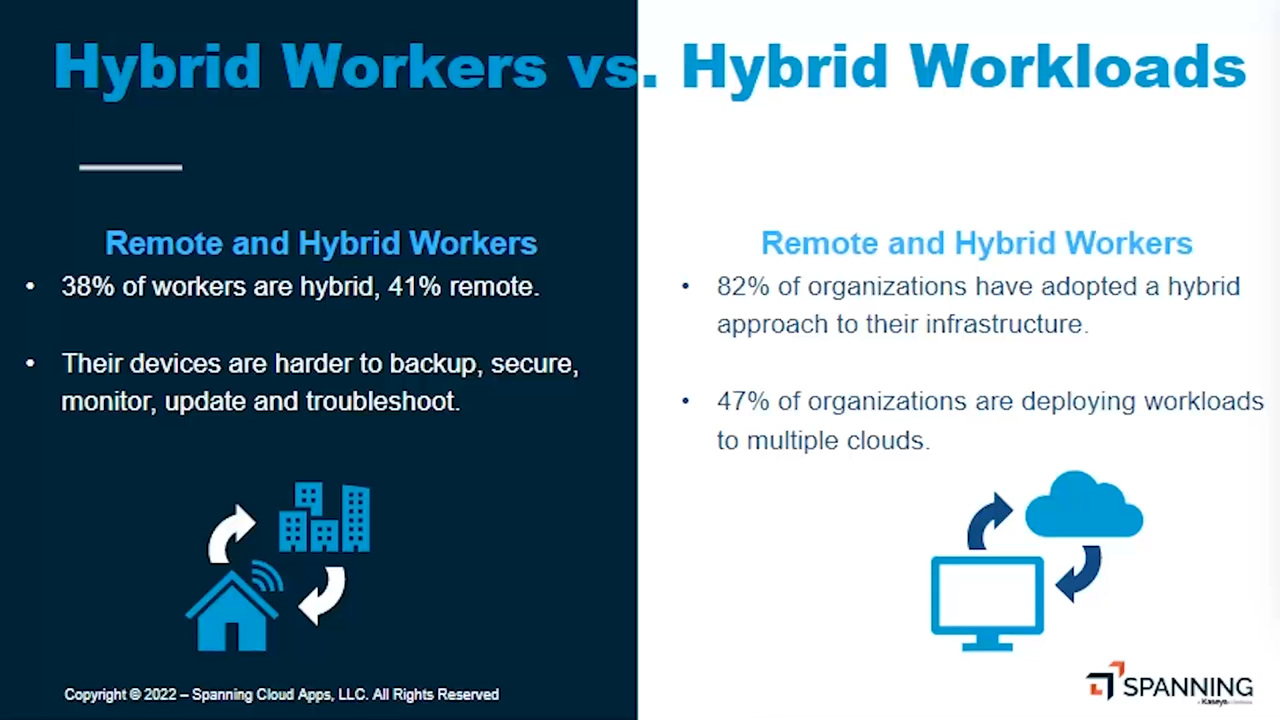 Hybrid Workers vs. Hybrid Workloads
Remote and Hybrid Workers
• 38% of workers are hybrid, 41% remote.
• Their devices are harder to backup, secure,
monitor, update and troubleshoot.
Remote and Hybrid Workers
• 82% of organizations have adopted a hybrid
approach to their infrastructure.
• 47% of organizations are deploying workloads
to multiple clouds.
Copyright © 2022 – Spanning Cloud Apps, LLC. All Rights Reserved
SPANNING
Kaseya